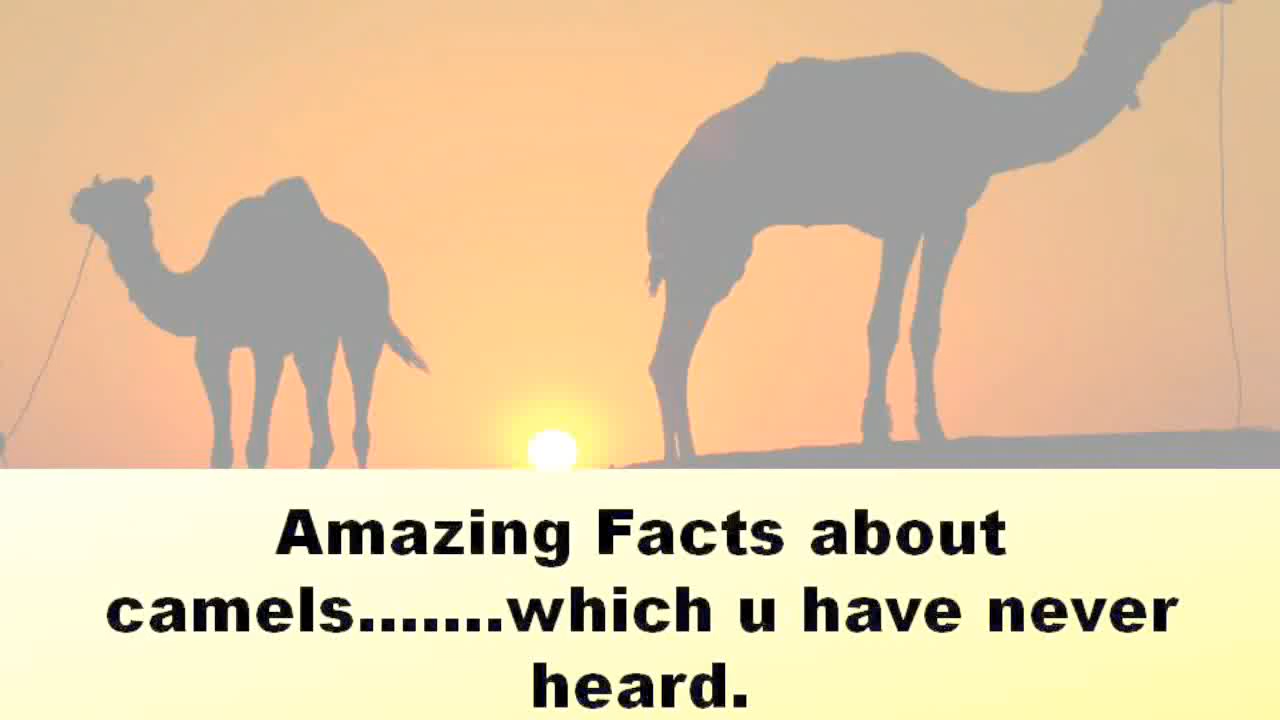 Amazing Facts about
camels.......which u have never
heard.